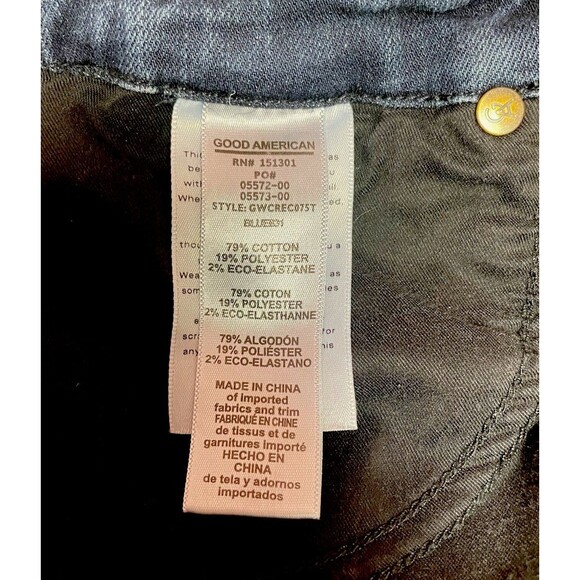 GOOD AMERICAN
RN# 151301
PO#
05572-00
05573-00
STYLE: GWCREC075T
BLUE631
79% COTTON
19% POLYESTER
2% ECO-ELASTANE
79% COTON
19% POLYESTER
2% ECO-ELASTHANNE
79% ALGODÓN
19% POLIÉSTER
2% ECO-ELASTANO
MADE IN CHINA
of imported
fabrics and trim
FABRIQUÉ EN CHINE
de tissus et de
garnitures importé
HECHO EN
CHINA
de tela y adornos
importados